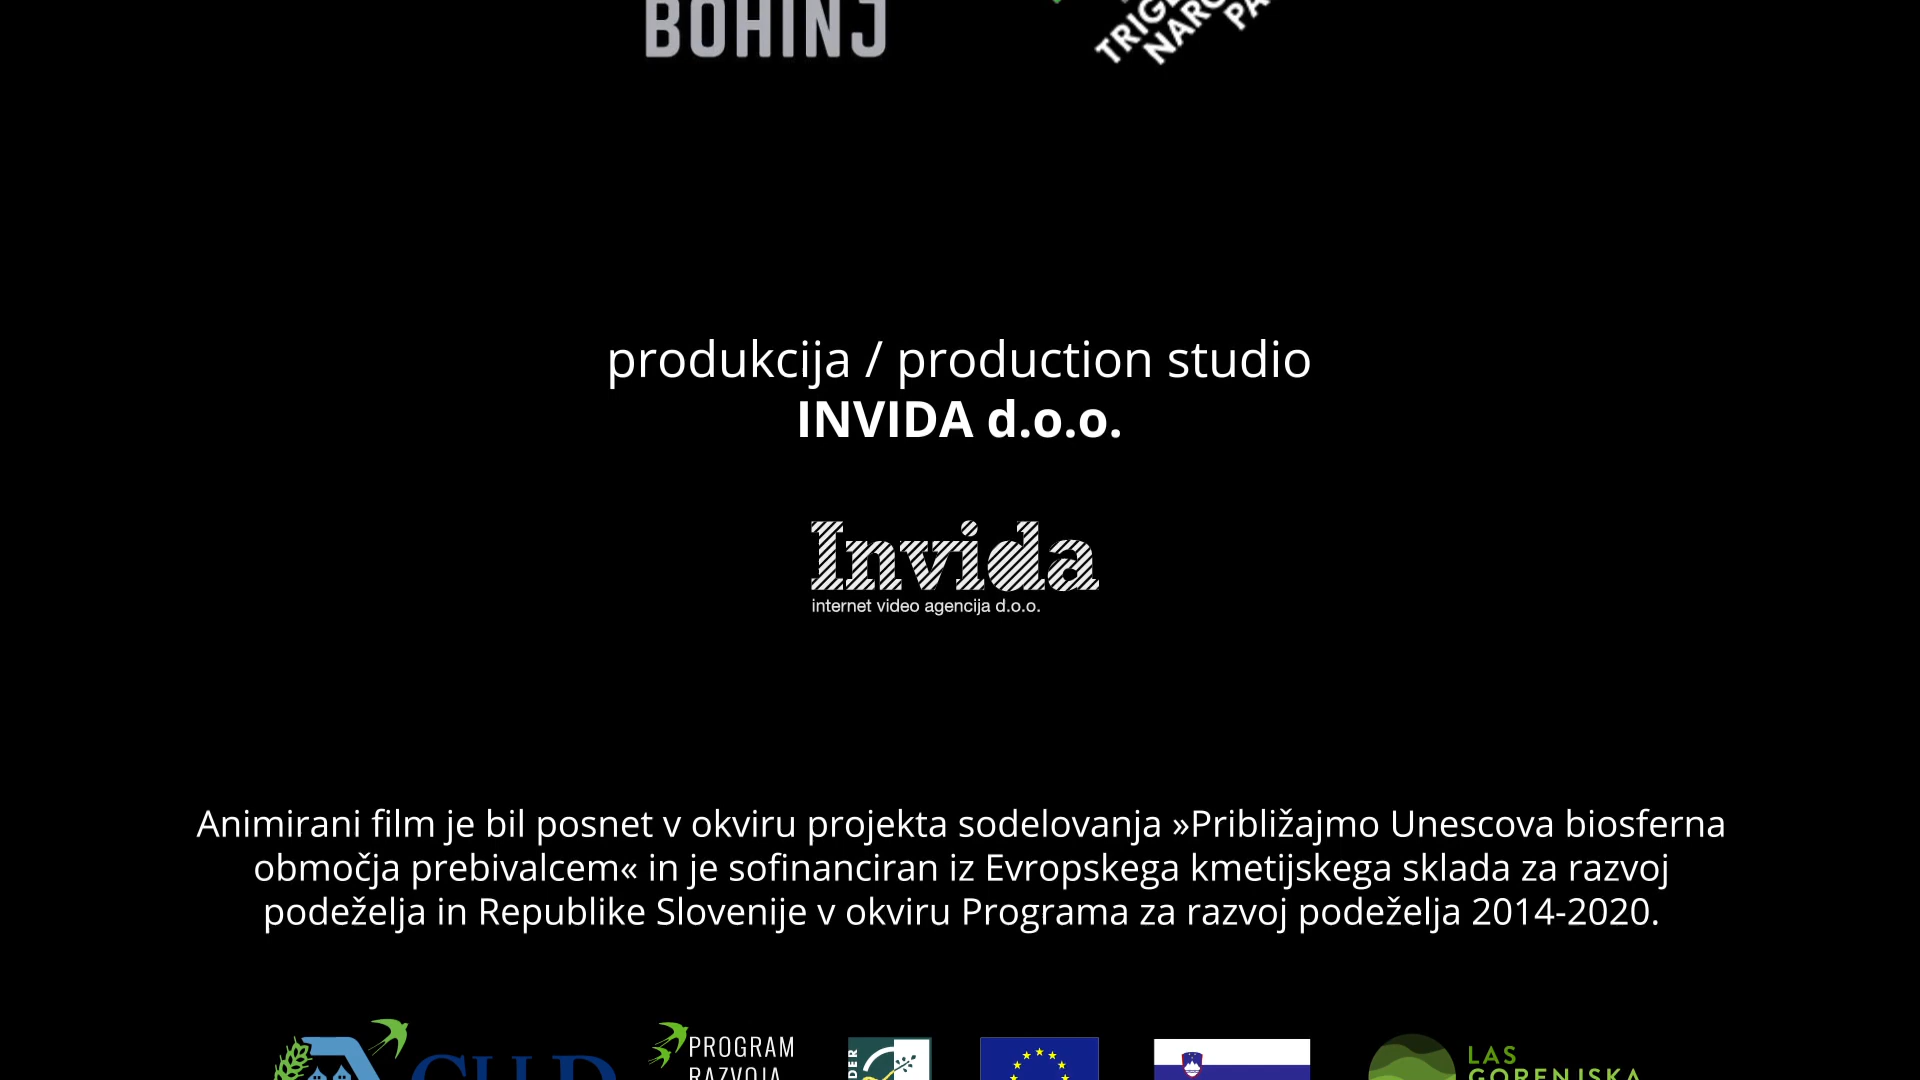 BOHINJ
produkcija / production studio
INVIDA d.o.o.
Invida
internet video agencija d.o.o.
Animirani film je bil posnet v okviru projekta sodelovanja »Približajmo Unescova biosferna
območja prebivalcem« in je sofinanciran iz Evropskega kmetijskega sklada za razvoj
podeželja in Republike Slovenije v okviru Programa za razvoj podeželja 2014-2020.
PROGRAM
RAZVOJA
LAS
GORENJSKA